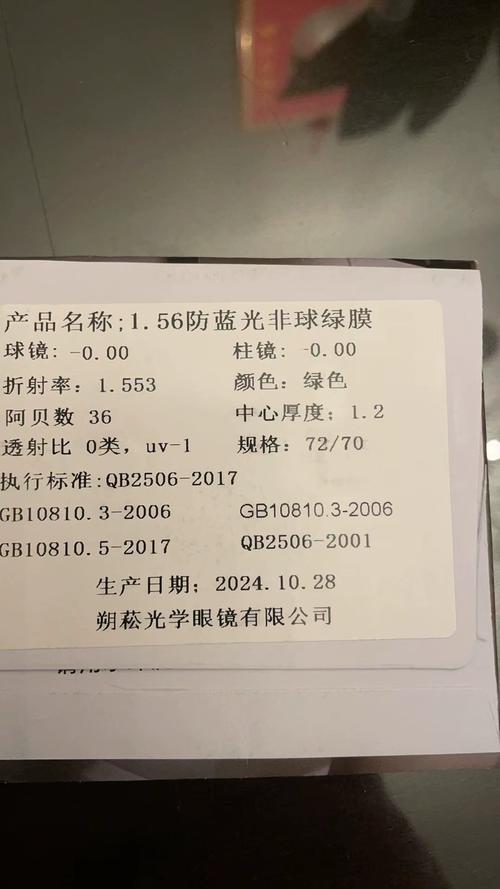 产品名称;1.56防蓝光非球绿膜
球镜: -0.00 柱镜: -0.00
折射率: 1.553 颜色: 绿色
阿贝数 36 中心厚度; 1.2
透射比 0类, uv-1 规格: 72/70
执行标准:QB2506-2017
GB10810.3-2006 GB10810.3-2006
GB10810.5-2017 QB2506-2001
生产日期; 2024.10.28
朔菘光学眼镜有限公司